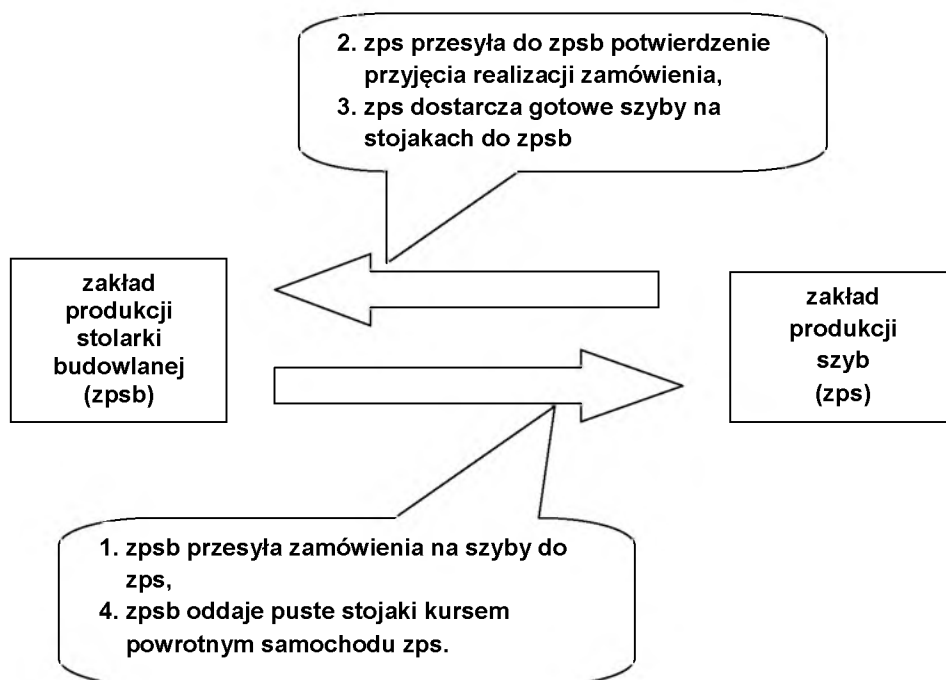 2. zps przesyła do zpsb potwierdzenie
przyjęcia realizacji zamówienia,
3. zps dostarcza gotowe szyby na
stojakach do zpsb
zakład
produkcji
stolarki
budowlanej
(zpsb)
zakład
produkcji
szyb
(zps)
1. zpsb przesyła zamówienia na szyby do
zps,
4. zpsb oddaje puste stojaki kursem
powrotnym samochodu zps.